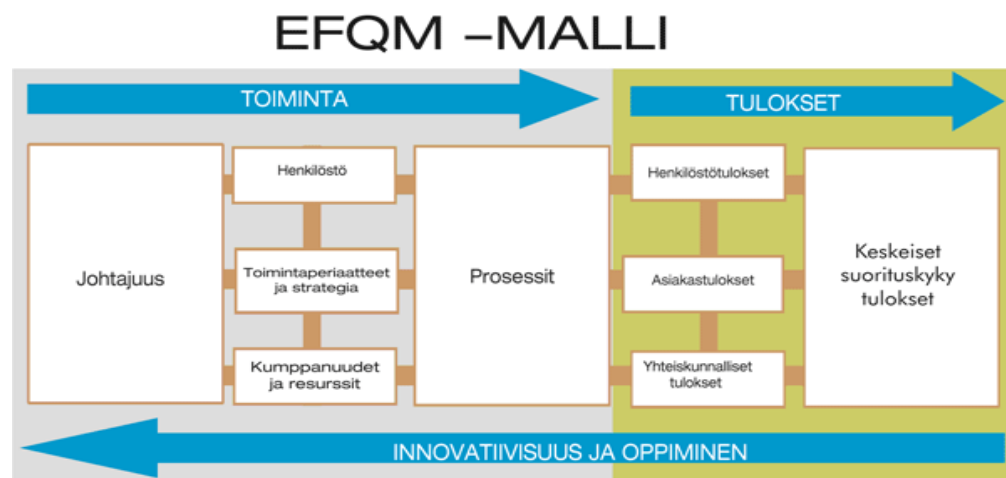 EFQM –MALLI
TOIMINTA
TULOKSET
Johtajuus
Henkilöstö
Toimintaperiaatteet
ja strategia
Kumppanuudet
ja resurssit
Prosessit
Henkilöstötulokset
Asiakastulokset
Yhteiskunnalliset
tulokset
Keskeiset
suorituskyky
tulokset
INNOVATIIVISUUS JA OPPIMINEN